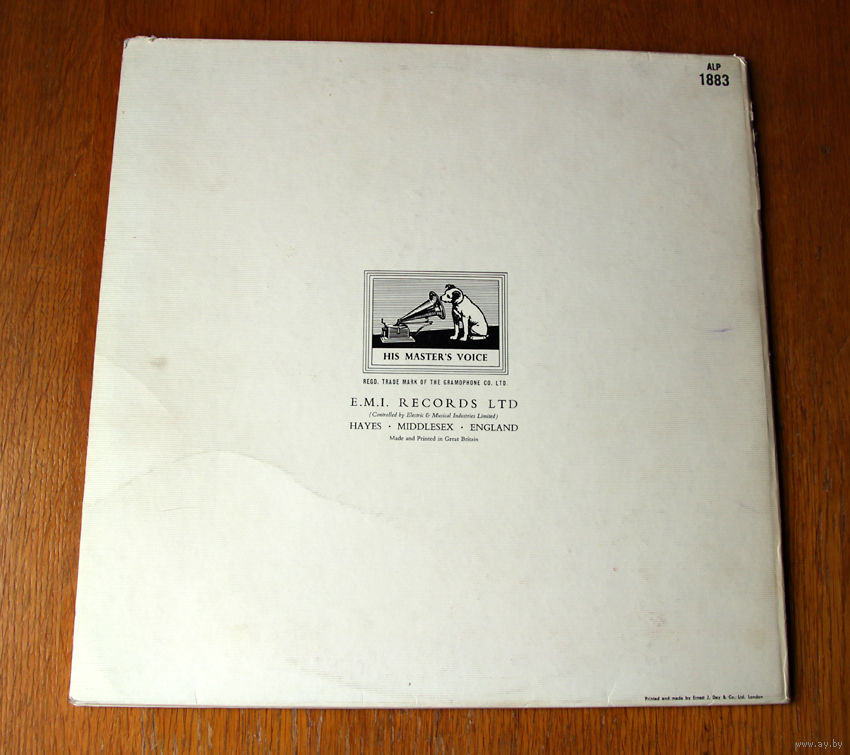 ALP
1883
HIS MASTER'S VOICE
REGD. TRADE MARK OF THE GRAMOPHONE CO. LTD.
E.M.I. RECORDS LTD
(Controlled by Electric & Musical Industries Limited)
HAYES · MIDDLESEX · ENGLAND
Made and Printed in Great Britain
Printed and made by Ernest J. Day & Co., Ltd. London
www.ay.by